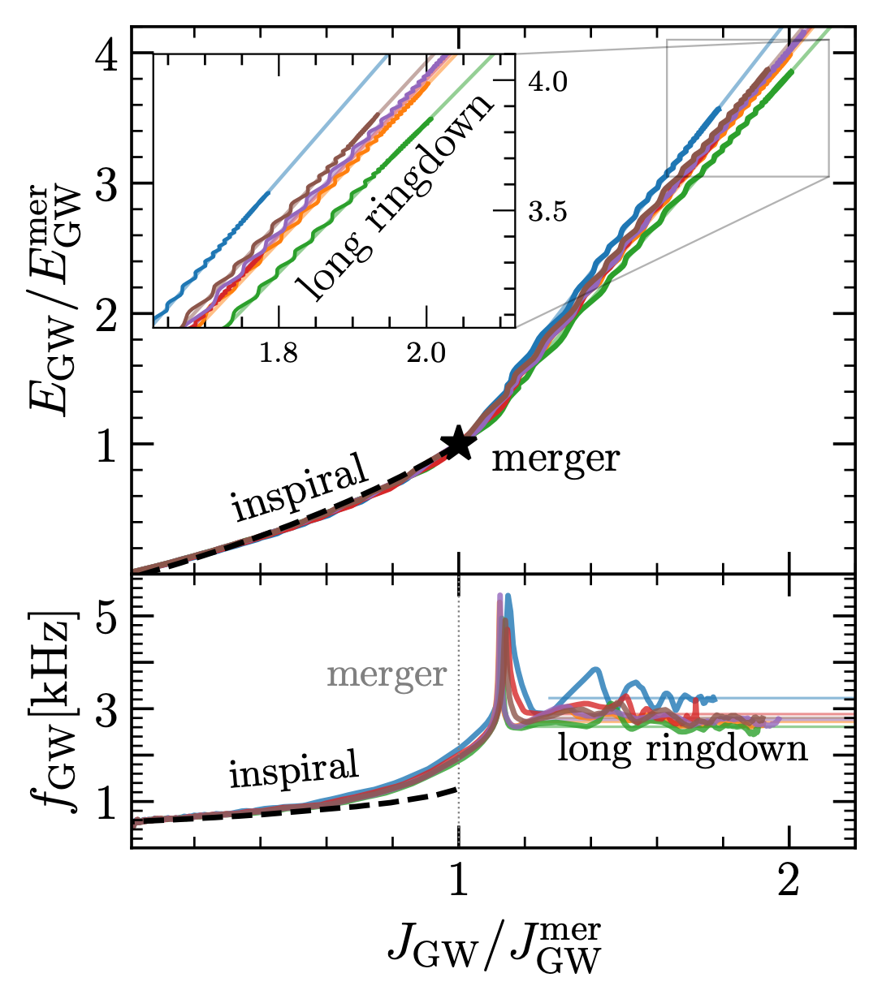 4
3
2
1
E_GW/E_GW^mer
4.0
3.5
1.8 2.0
long ringdown
inspiral
merger
5
3
1
f_GW[kHz]
merger
inspiral
long ringdown
1 2
J_GW/J_GW^mer